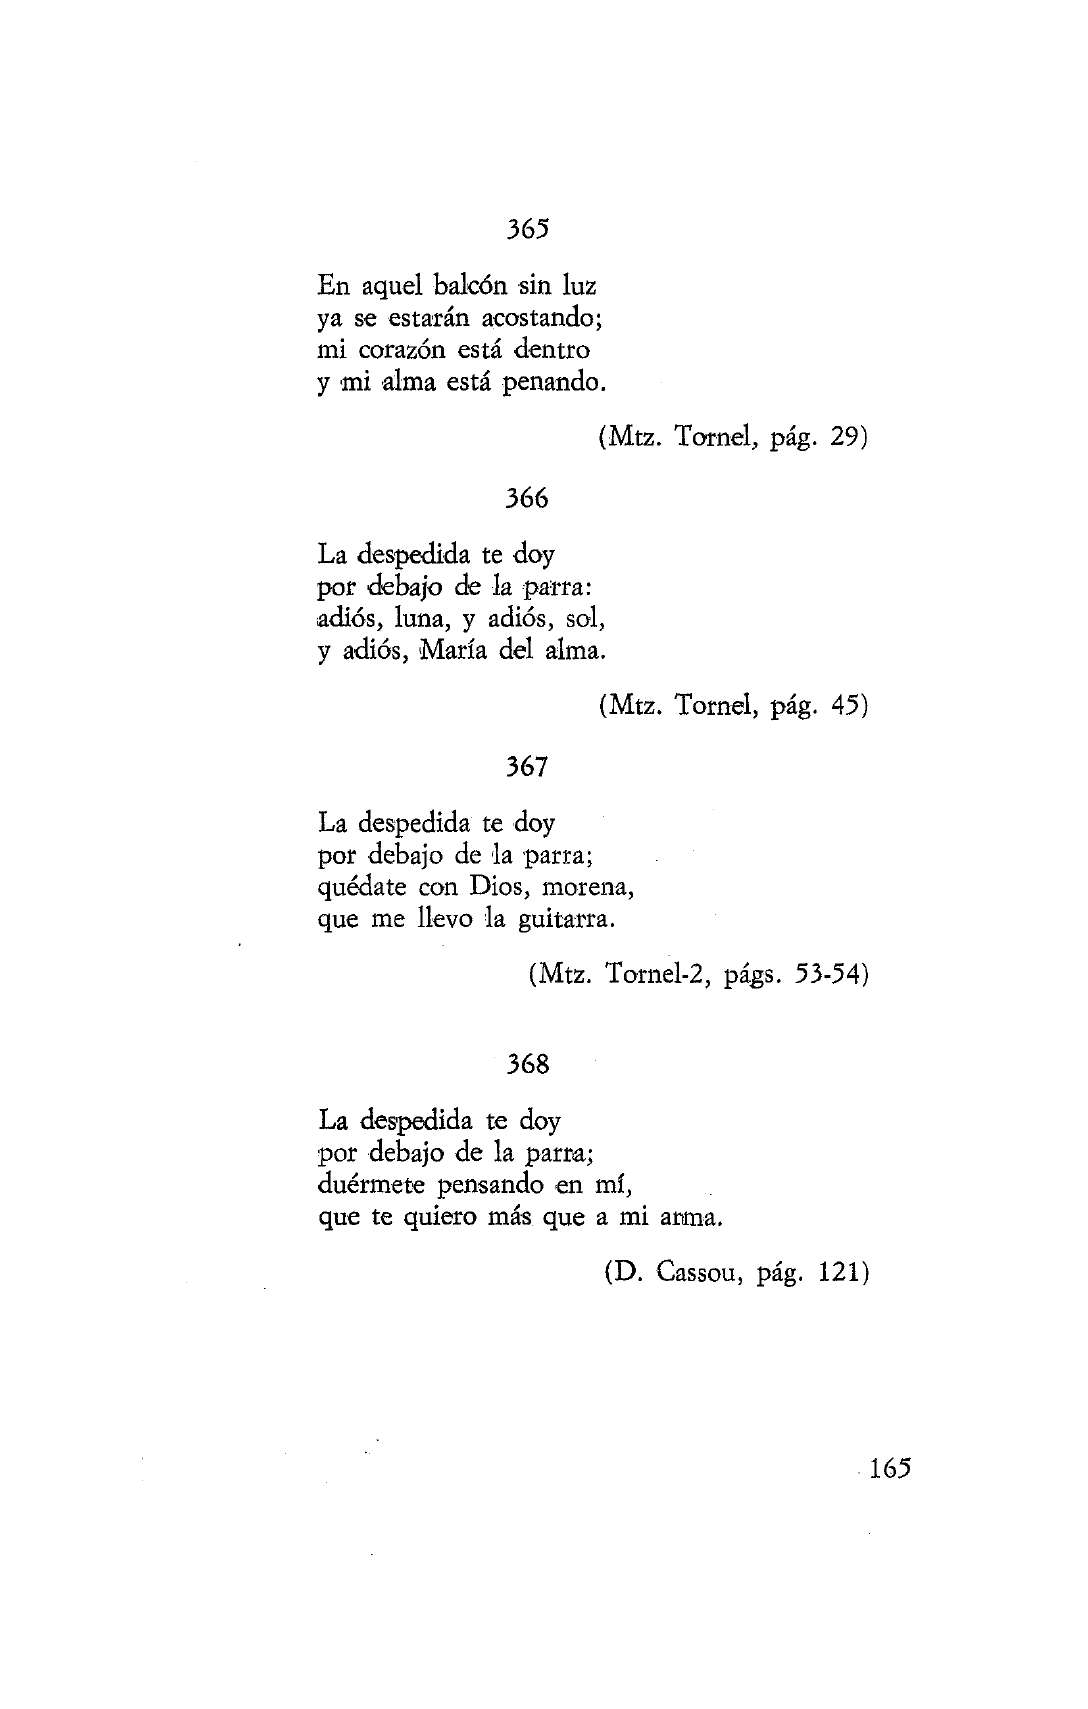 365
En aquel balcón sin luz
ya se estarán acostando;
mi corazón está dentro
y mi alma está penando.
(Mtz. Tornel, pág. 29)
366
La despedida te doy
por debajo de la parra:
adiós, luna, y adiós, sol,
y adiós, María del alma.
(Mtz. Tornel, pág. 45)
367
La despedida te doy
por debajo de la parra;
quédate con Dios, morena,
que me llevo la guitarra.
(Mtz. Tornel-2, págs. 53-54)
368
La despedida te doy
por debajo de la parra;
duérmete pensando en mí,
que te quiero más que a mi arma.
(D. Cassou, pág. 121)
165